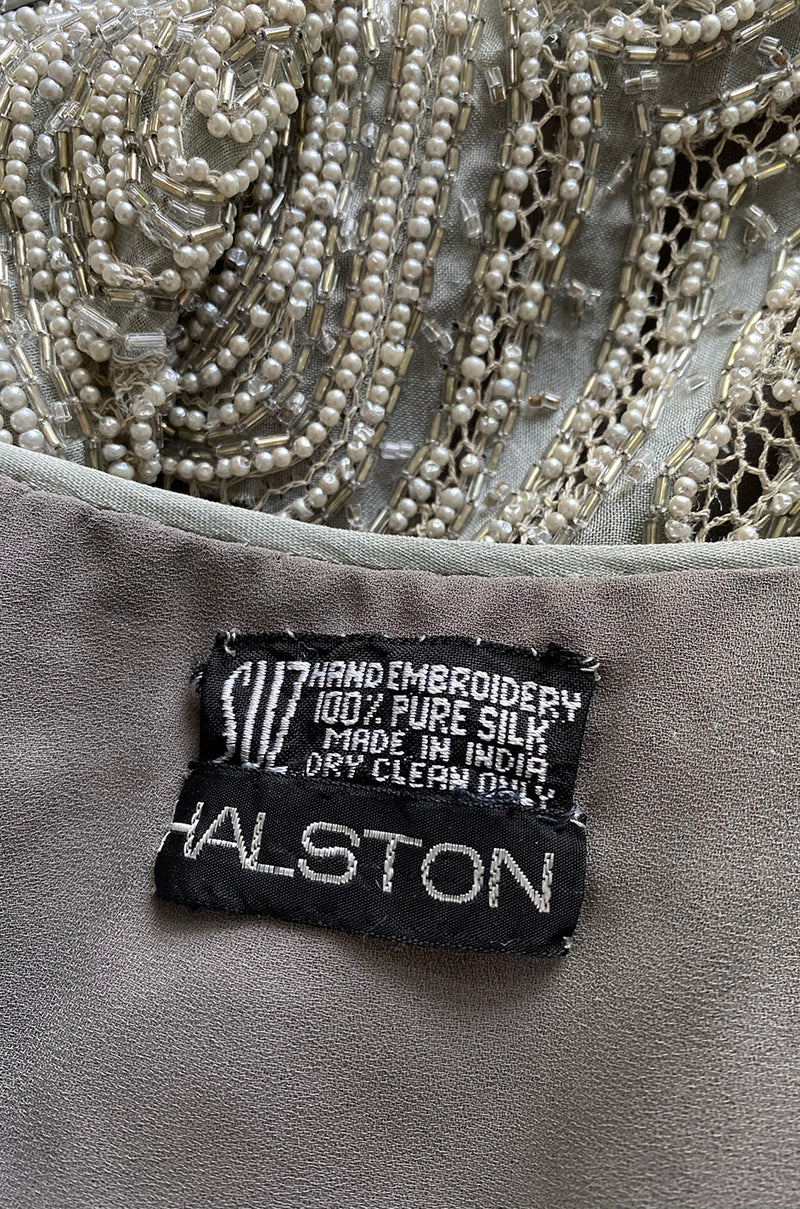 HAND EMBROIDERY
100% PURE SILK
MADE IN INDIA
DRY CLEAN ONLY
HALSTON